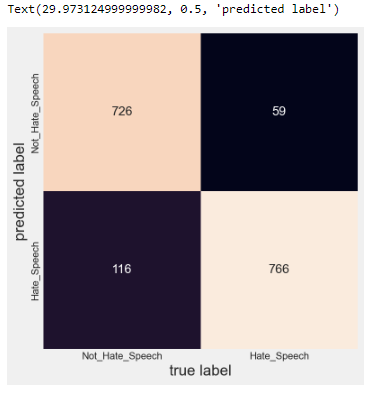 Text(29.973124999999982, 0.5, 'predicted label')
Not_Hate_Speech
726
59
predicted label
Hate_Speech
116
766
Not_Hate_Speech
Hate_Speech
true label